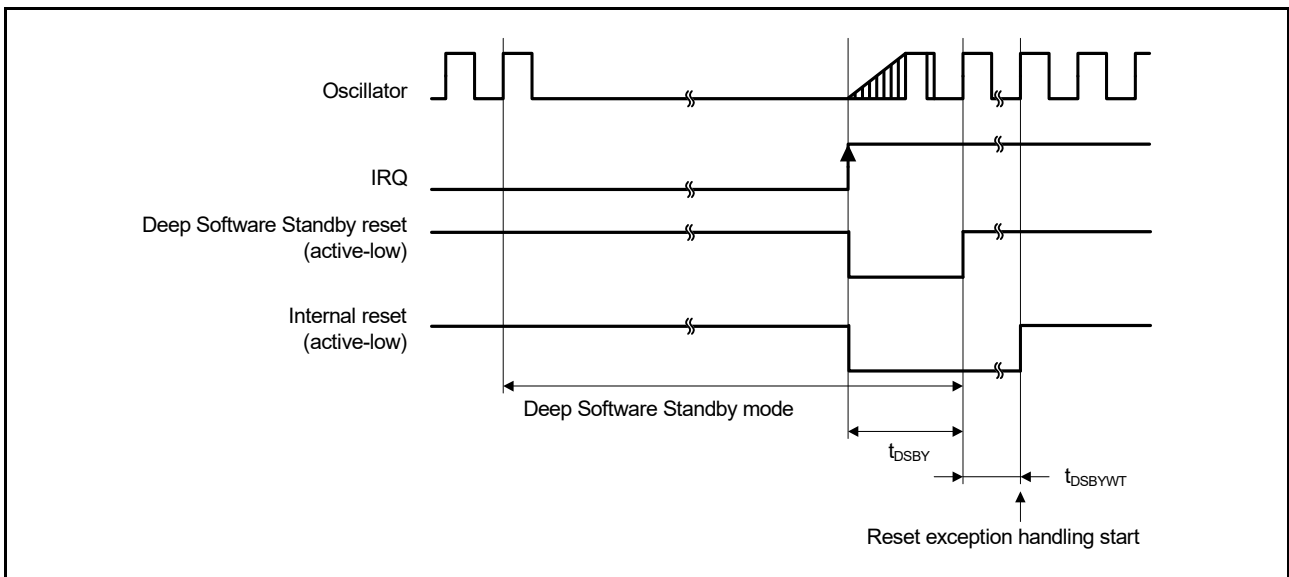 Oscillator
IRQ
Deep Software Standby reset
(active-low)
Internal reset
(active-low)
Deep Software Standby mode
tDSBY
tDSBYWT
Reset exception handling start